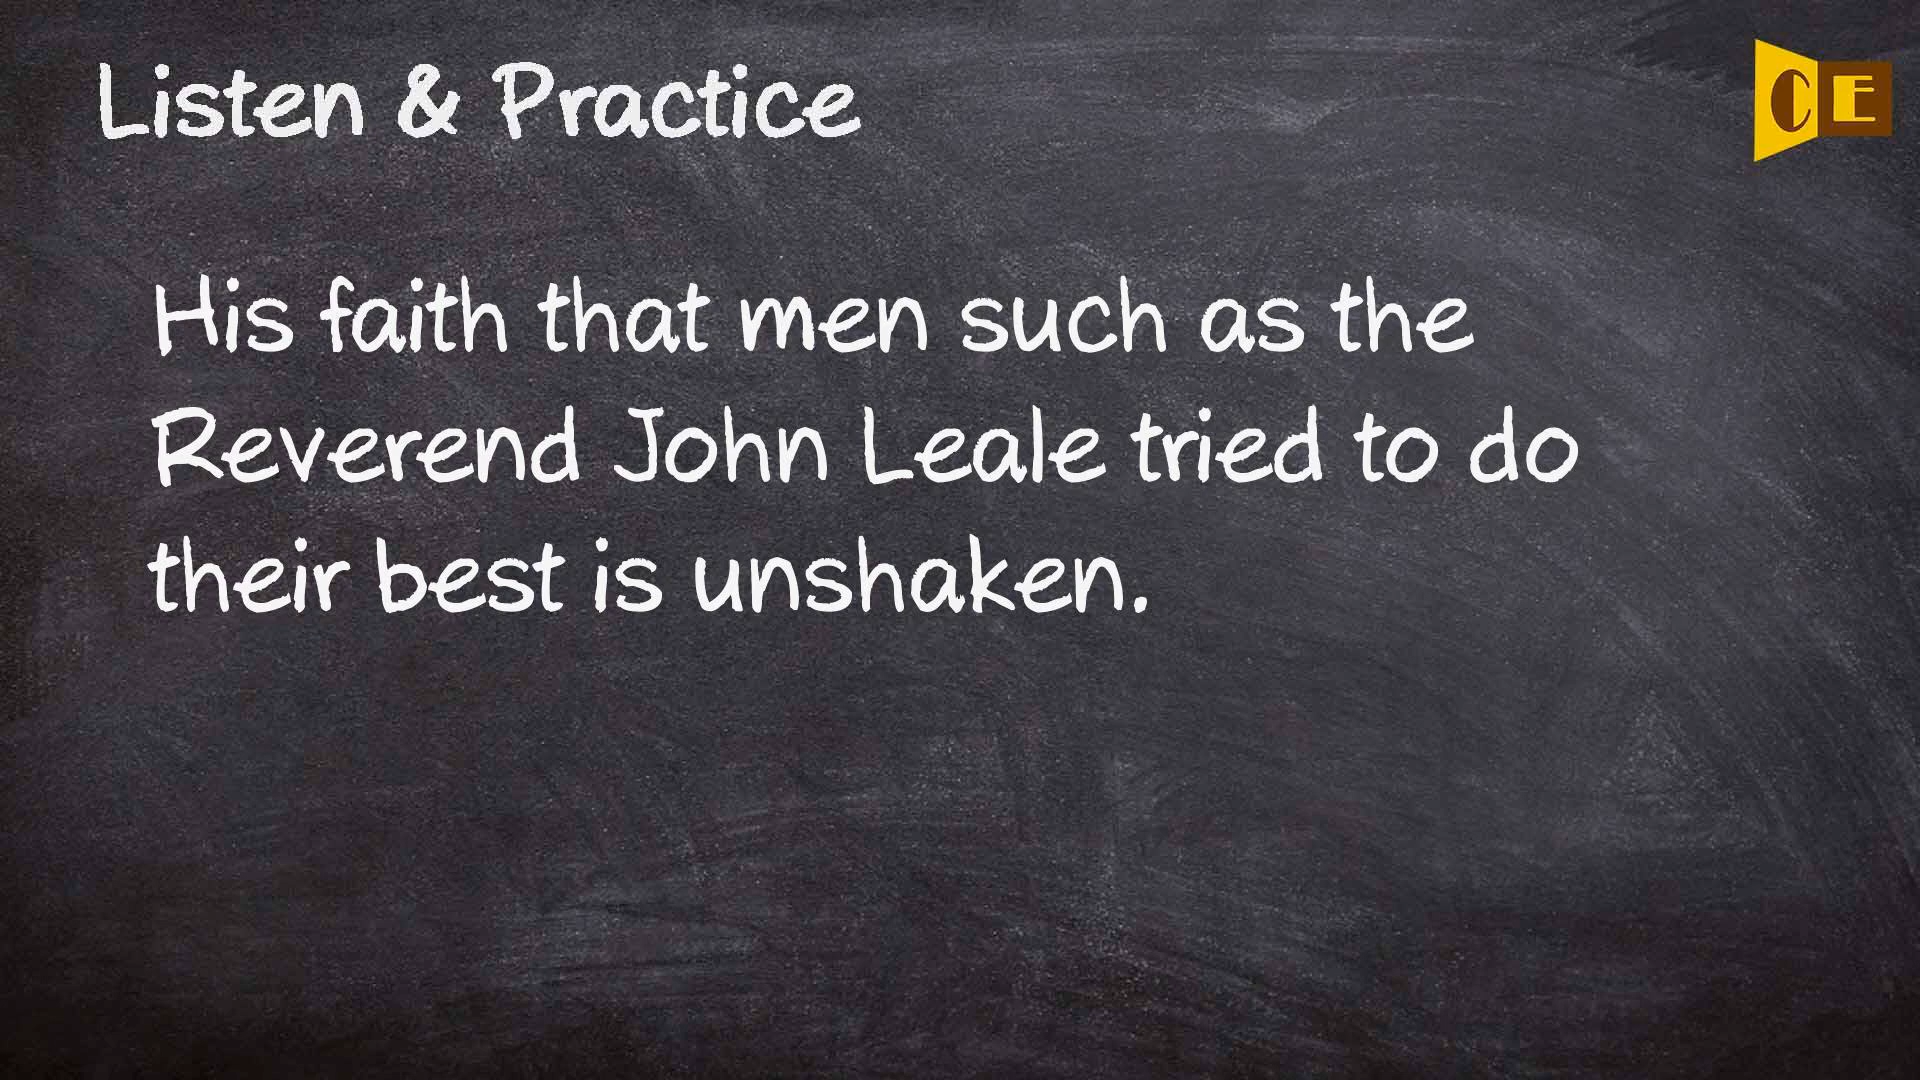 Listen & Practice
CE
His faith that men such as the
Reverend John Leale tried to do
their best is unshaken.